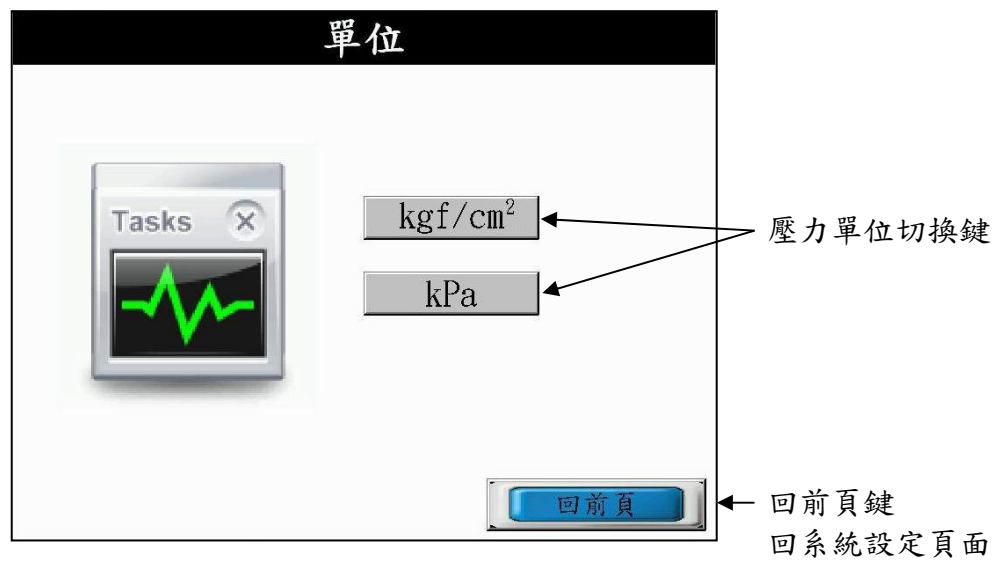 單位
Tasks
kgf/cm²
kPa
壓力單位切換鍵
回前頁
回前頁鍵
回系統設定頁面